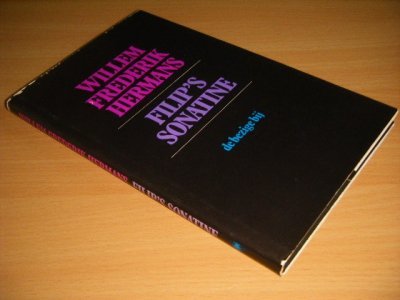 WILLEM
FREDERIK
HERMANS
FILIP'S
SONATINE
de bezige bij
WILLEM FREDERIK HERMANS FILIP'S SONATINE